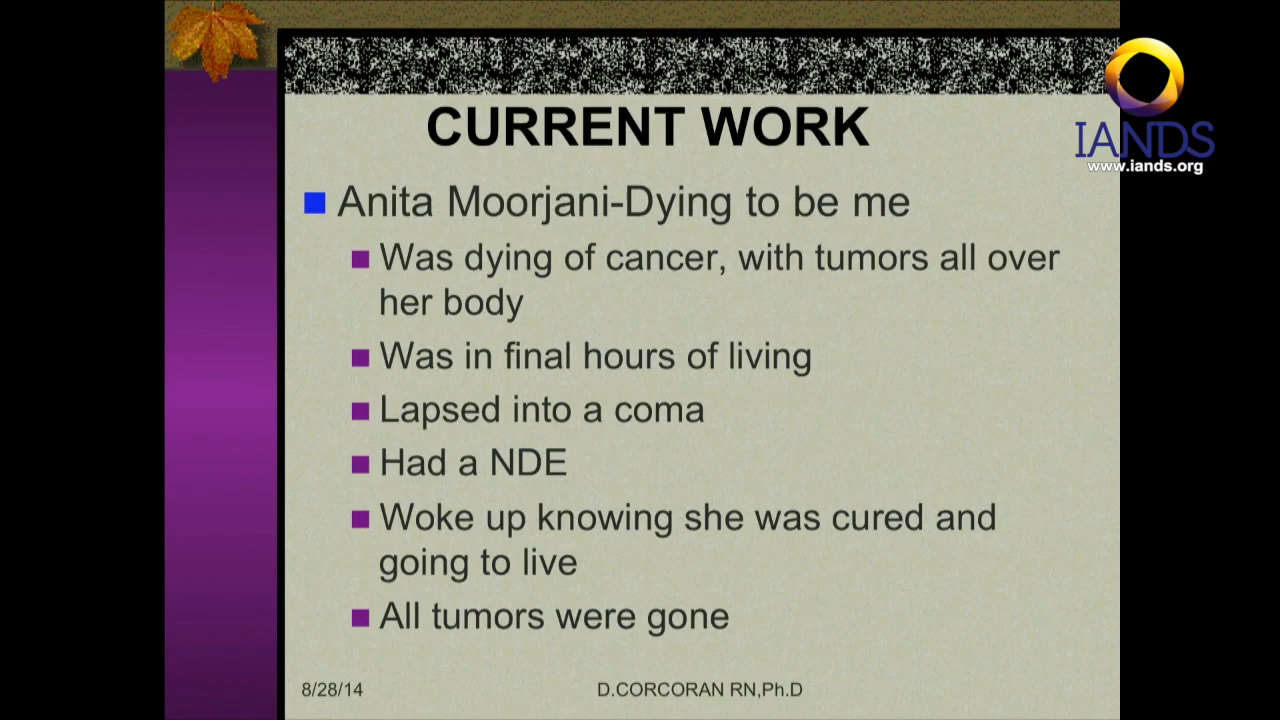 IANDS
www.iands.org
CURRENT WORK
Anita Moorjani-Dying to be me
Was dying of cancer, with tumors all over
her body
Was in final hours of living
Lapsed into a coma
Had a NDE
Woke up knowing she was cured and
going to live
All tumors were gone
8/28/14
D.CORCORAN RN,Ph.D